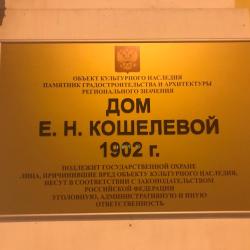 ОБЪЕКТ КУЛЬТУРНОГО НАСЛЕДИЯ
ПАМЯТНИК ГРАДОСТРОИТЕЛЬСТВА И АРХИТЕКТУРЫ
РЕГИОНАЛЬНОГО ЗНАЧЕНИЯ
ДОМ
Е. Н. КОШЕЛЕВОЙ
1902 г.
ПОДЛЕЖИТ ГОСУДАРСТВЕННОЙ ОХРАНЕ
ЛИЦА, ПРИЧИНИВШИЕ ВРЕД ОБЪЕКТУ КУЛЬТУРНОГО НАСЛЕДИЯ,
НЕСУТ В СООТВЕТСТВИИ С ЗАКОНОДАТЕЛЬСТВОМ
РОССИЙСКОЙ ФЕДЕРАЦИИ
УГОЛОВНУЮ, АДМИНИСТРАТИВНУЮ И ИНУЮ
ОТВЕТСТВЕННОСТЬ